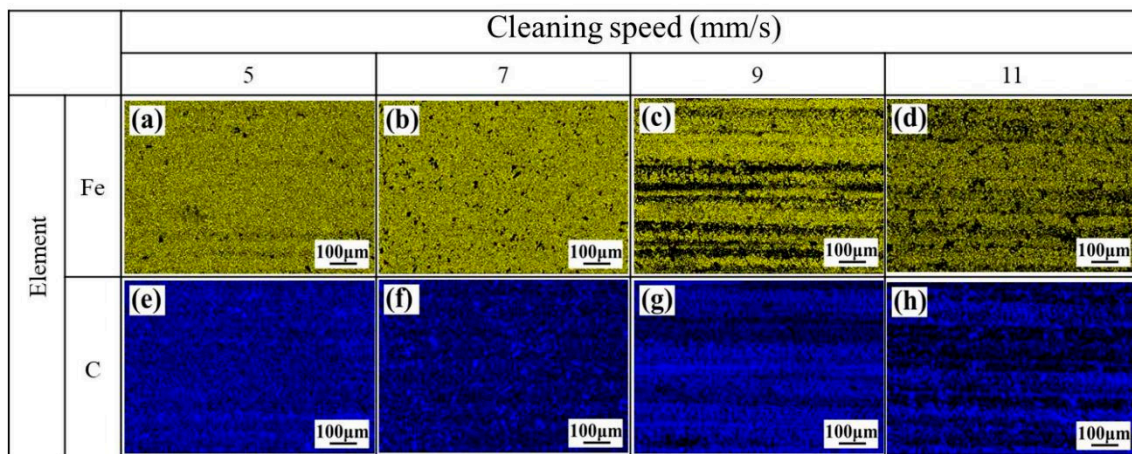 Cleaning speed (mm/s)
5 7 9 11
Element
Fe
(a) (b) (c) (d)
100μm 100μm 100μm 100μm
C
(e) (f) (g) (h)
100μm 100μm 100μm 100μm